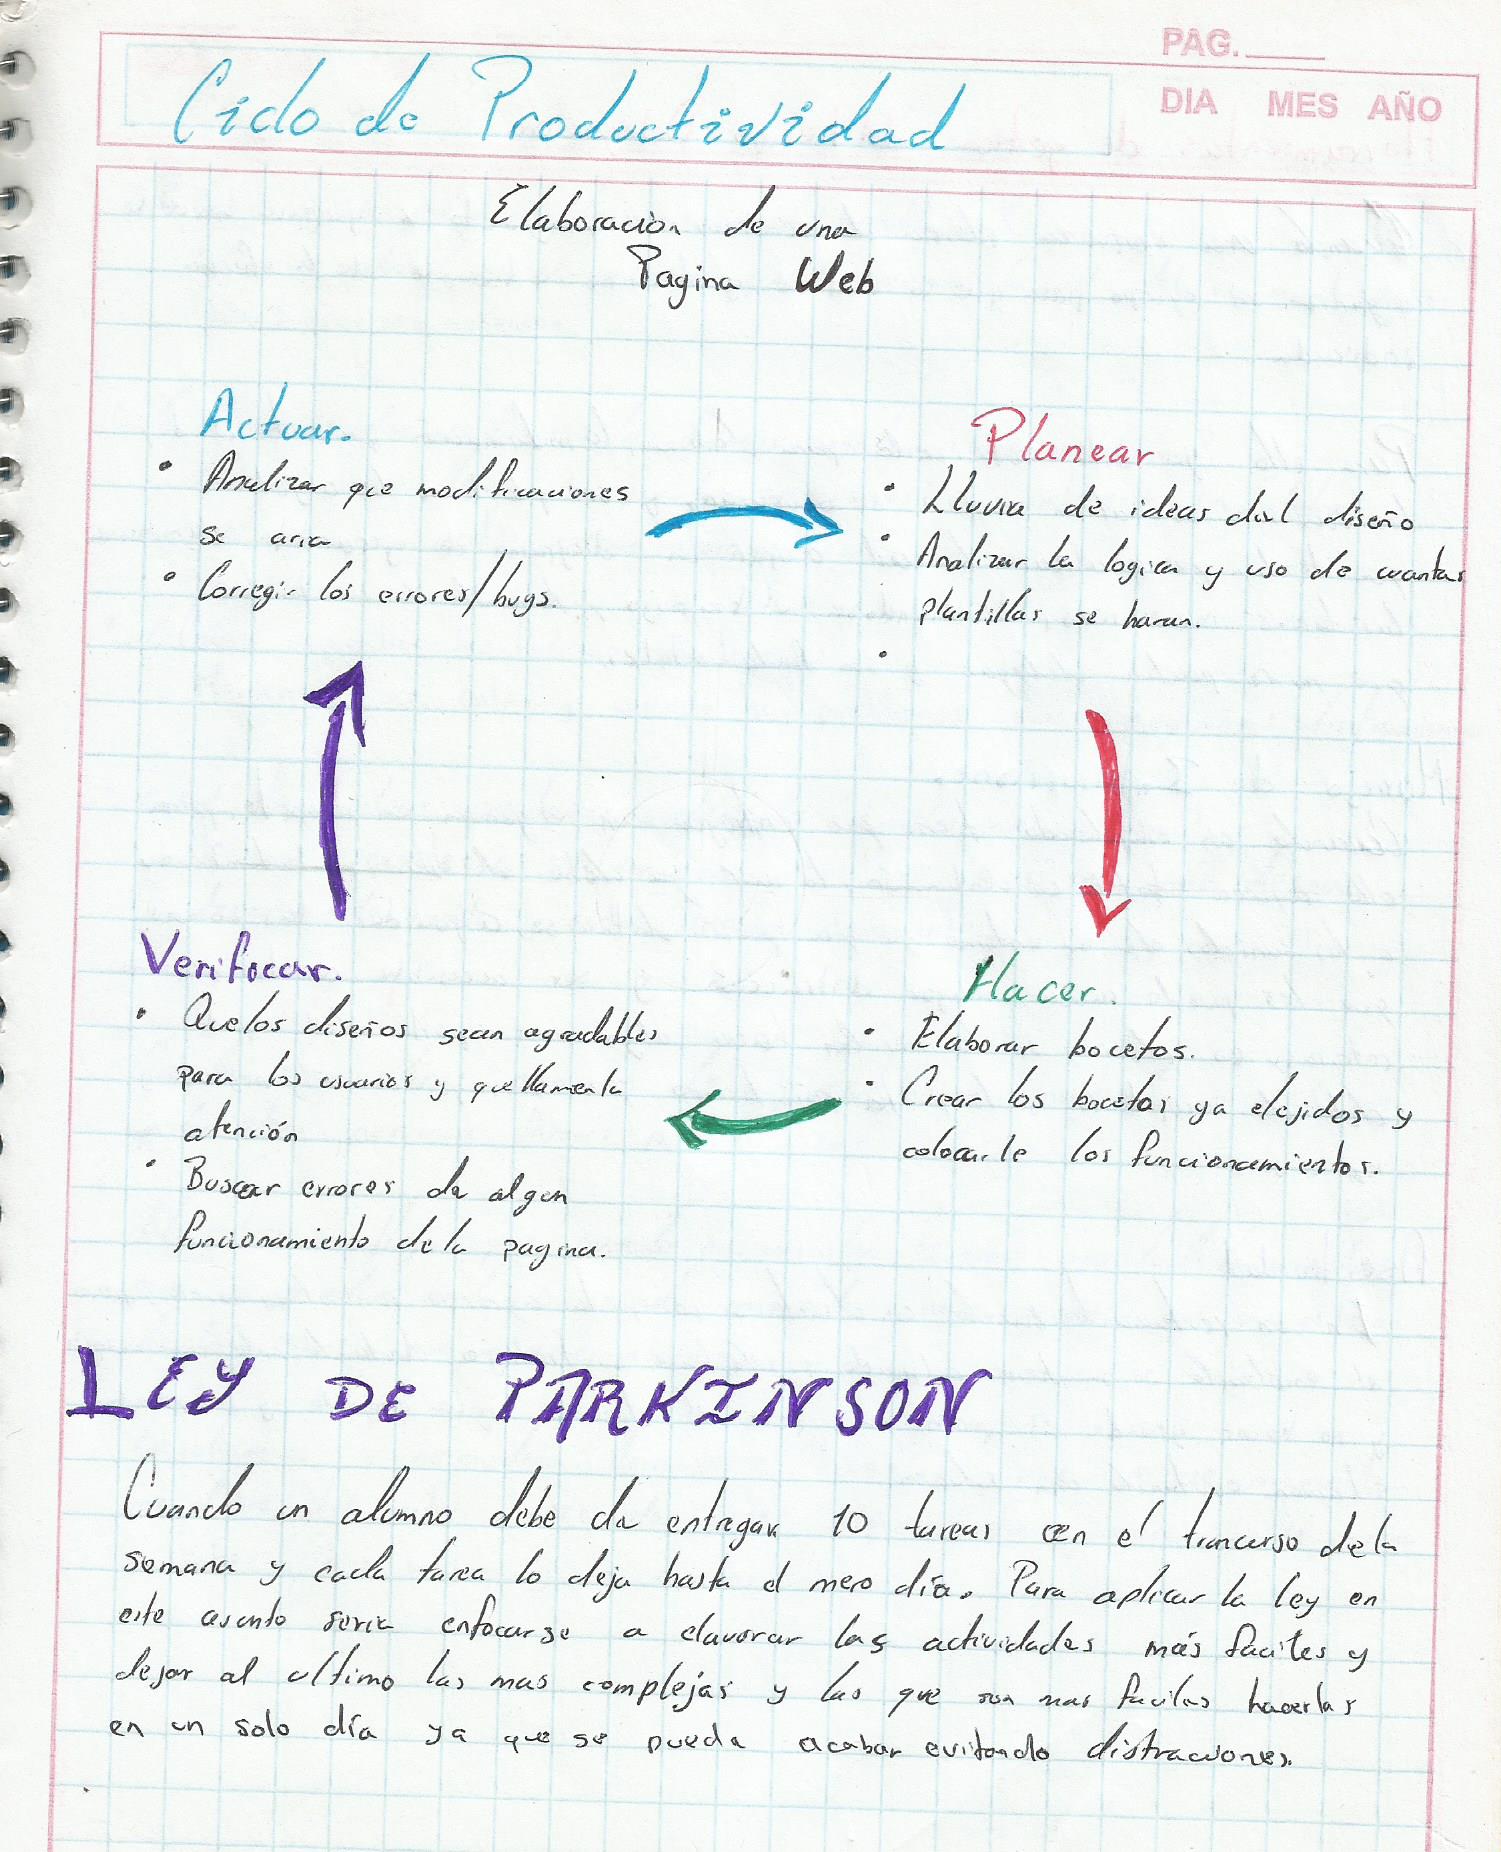 PAG.
DIA MES AÑO
Ciclo de Productividad
Elaboracion de una
Pagina Web
Actuar.
• Analizar que modificaciones
se aria
• Corregir los errores/bugs.
Planear
• Lluvia de ideas del diseño
• Analizar la logica y uso de cuantas
plantillas se haran.
•
Verificar.
• Que los diseños sean agradables
para los usuarios y que llamen la
atención
• Buscar errores de algun
funcionamiento de la pagina.
Hacer.
• Elaborar bocetos.
• Crear los bocetos ya elejidos y
colocarle los funcionamientos.
LEY DE PARKINSON
Cuando un alumno debe de entregar 10 tareas en el trancurso de la
semana y cada tarea lo deja hasta el mero día. Para aplicar la ley en
este asunto seria enfocarse a elavorar las actividades más faciles y
dejar al ultimo las mas complejas y las que son mas faciles hacerlas
en un solo día ya que se pueda acabar evitando distraciones.